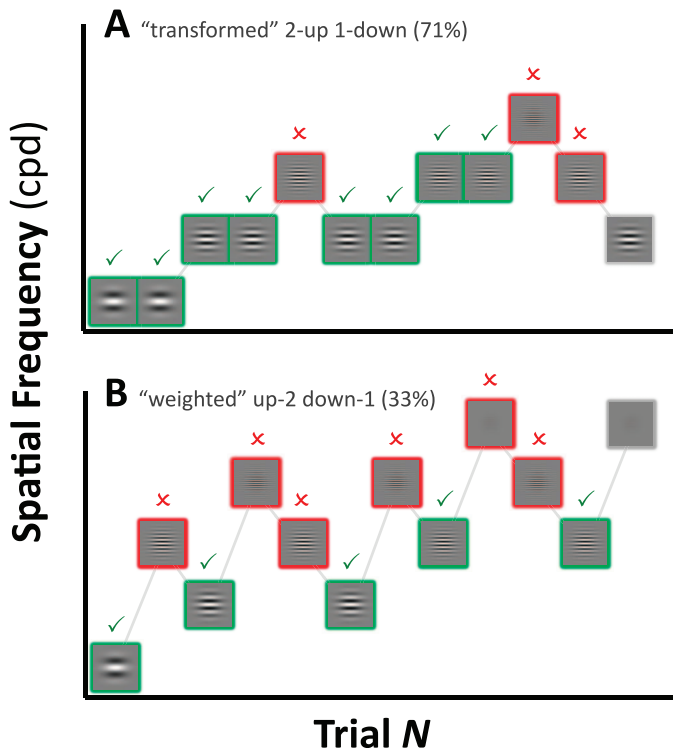 A "transformed" 2-up 1-down (71%)
Spatial Frequency (cpd)
B "weighted" up-2 down-1 (33%)
Trial N